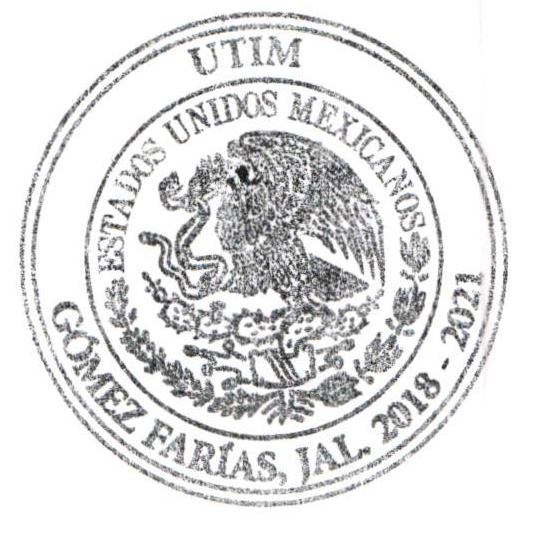 UTIM
ESTADOS UNIDOS MEXICANOS
GÓMEZ FARÍAS, JAL. 2018 - 2021